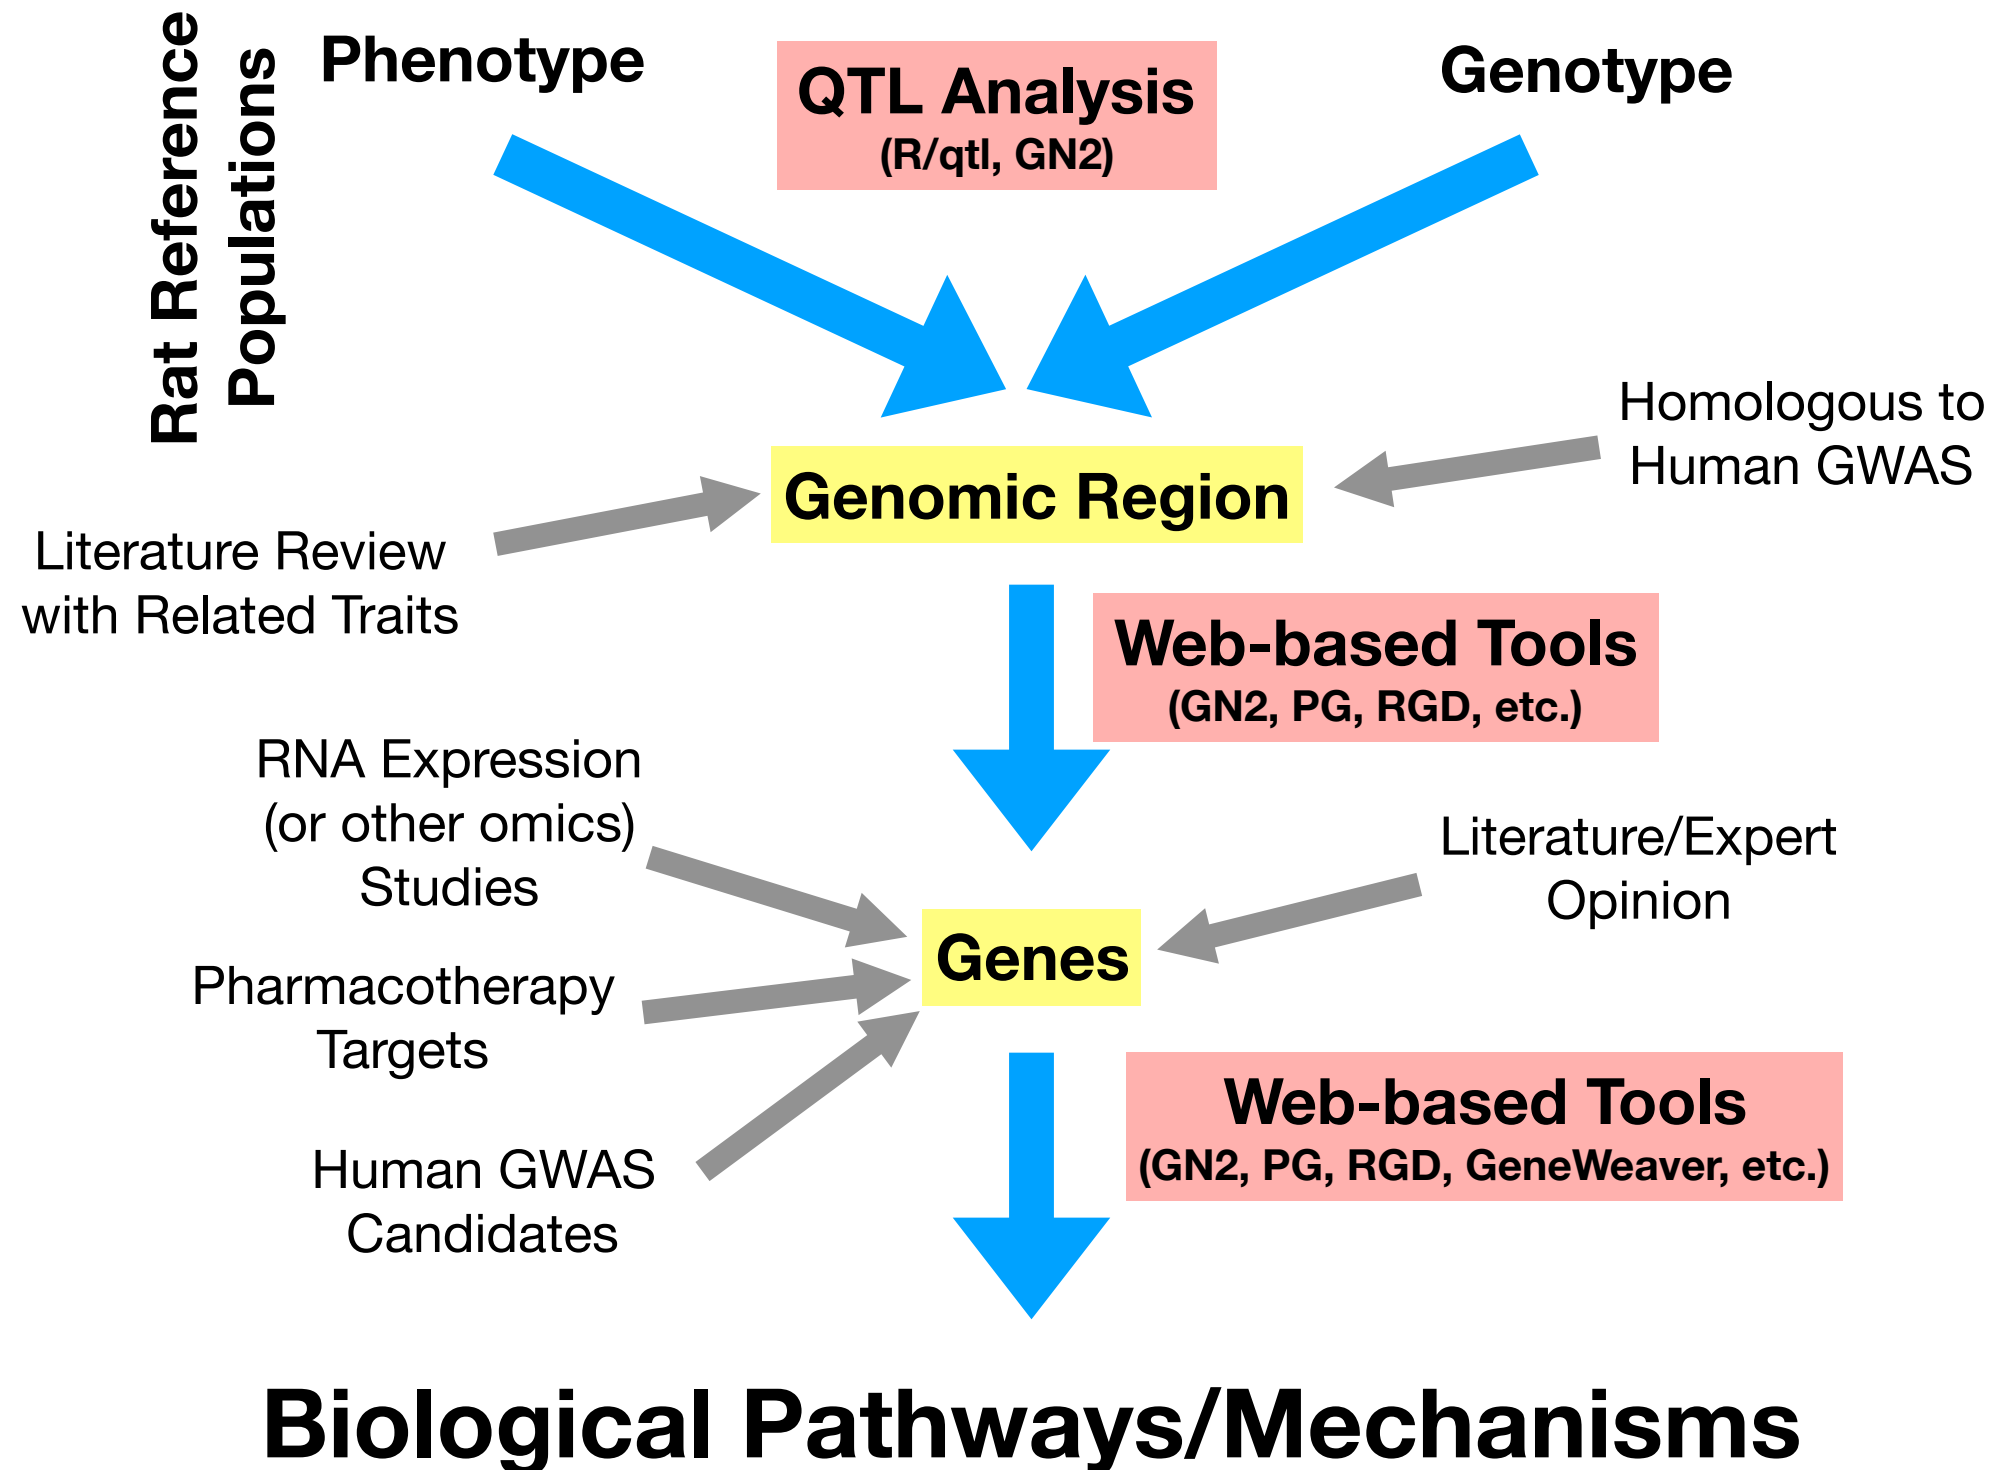 Rat Reference
Populations
Phenotype
QTL Analysis
(R/qtl, GN2)
Genotype
Homologous to
Human GWAS
Genomic Region
Literature Review
with Related Traits
Web-based Tools
(GN2, PG, RGD, etc.)
RNA Expression
(or other omics)
Studies
Literature/Expert
Opinion
Genes
Pharmacotherapy
Targets
Web-based Tools
(GN2, PG, RGD, GeneWeaver, etc.)
Human GWAS
Candidates
Biological Pathways/Mechanisms